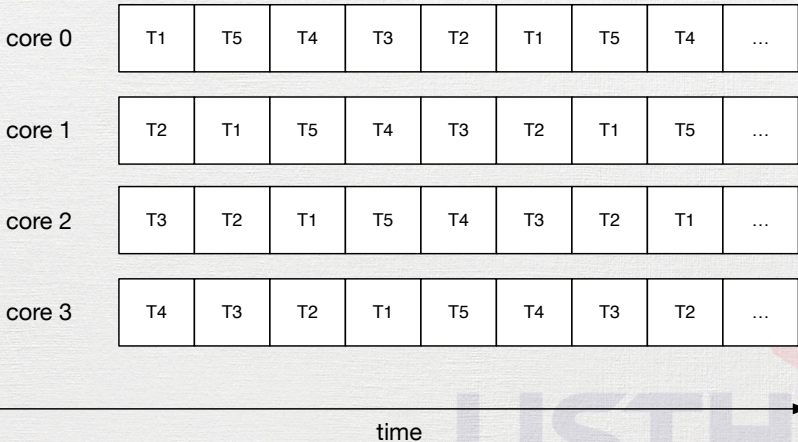 core 0 T1 T5 T4 T3 T2 T1 T5 T4 ...
core 1 T2 T1 T5 T4 T3 T2 T1 T5 ...
core 2 T3 T2 T1 T5 T4 T3 T2 T1 ...
core 3 T4 T3 T2 T1 T5 T4 T3 T2 ...
time
USTH